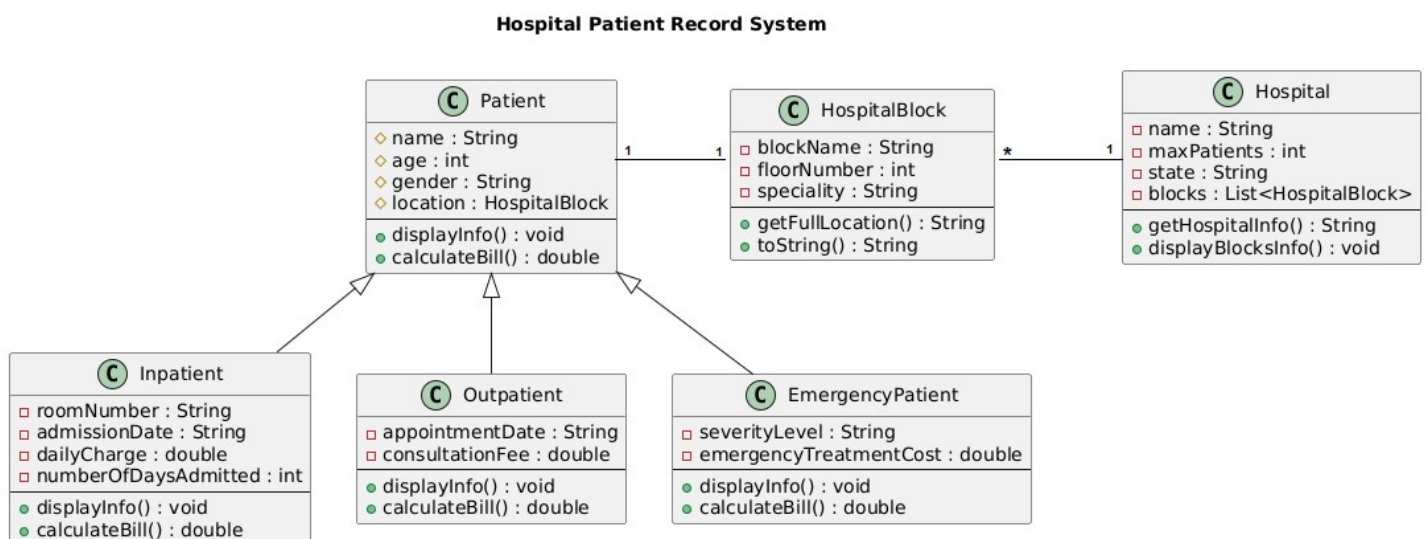 Hospital Patient Record System
C Patient
name : String
age : int
gender : String
location : HospitalBlock
displayInfo() : void
calculateBill() : double
1
1
C HospitalBlock
blockName : String
floorNumber : int
speciality : String
getFullLocation() : String
toString() : String
*
1
C Hospital
name : String
maxPatients : int
state : String
blocks : List<HospitalBlock>
getHospitalInfo() : String
displayBlocksInfo() : void
C Inpatient
roomNumber : String
admissionDate : String
dailyCharge : double
numberOfDaysAdmitted : int
displayInfo() : void
calculateBill() : double
C Outpatient
appointmentDate : String
consultationFee : double
displayInfo() : void
calculateBill() : double
C EmergencyPatient
severityLevel : String
emergencyTreatmentCost : double
displayInfo() : void
calculateBill() : double